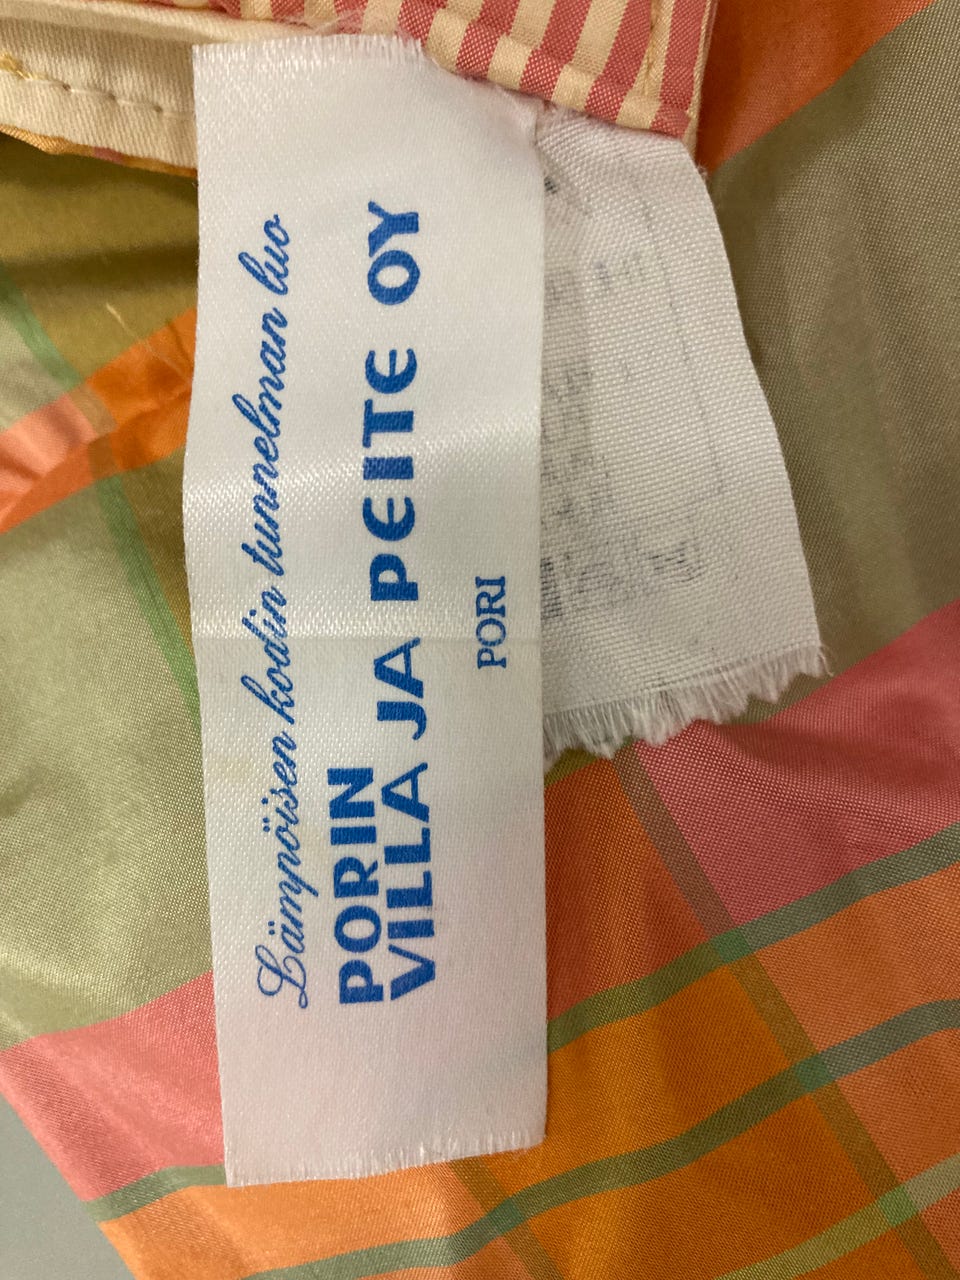 Lämpöisen kodin tunnelman luo
PORIN
VILLA JA PEITE OY
PORI